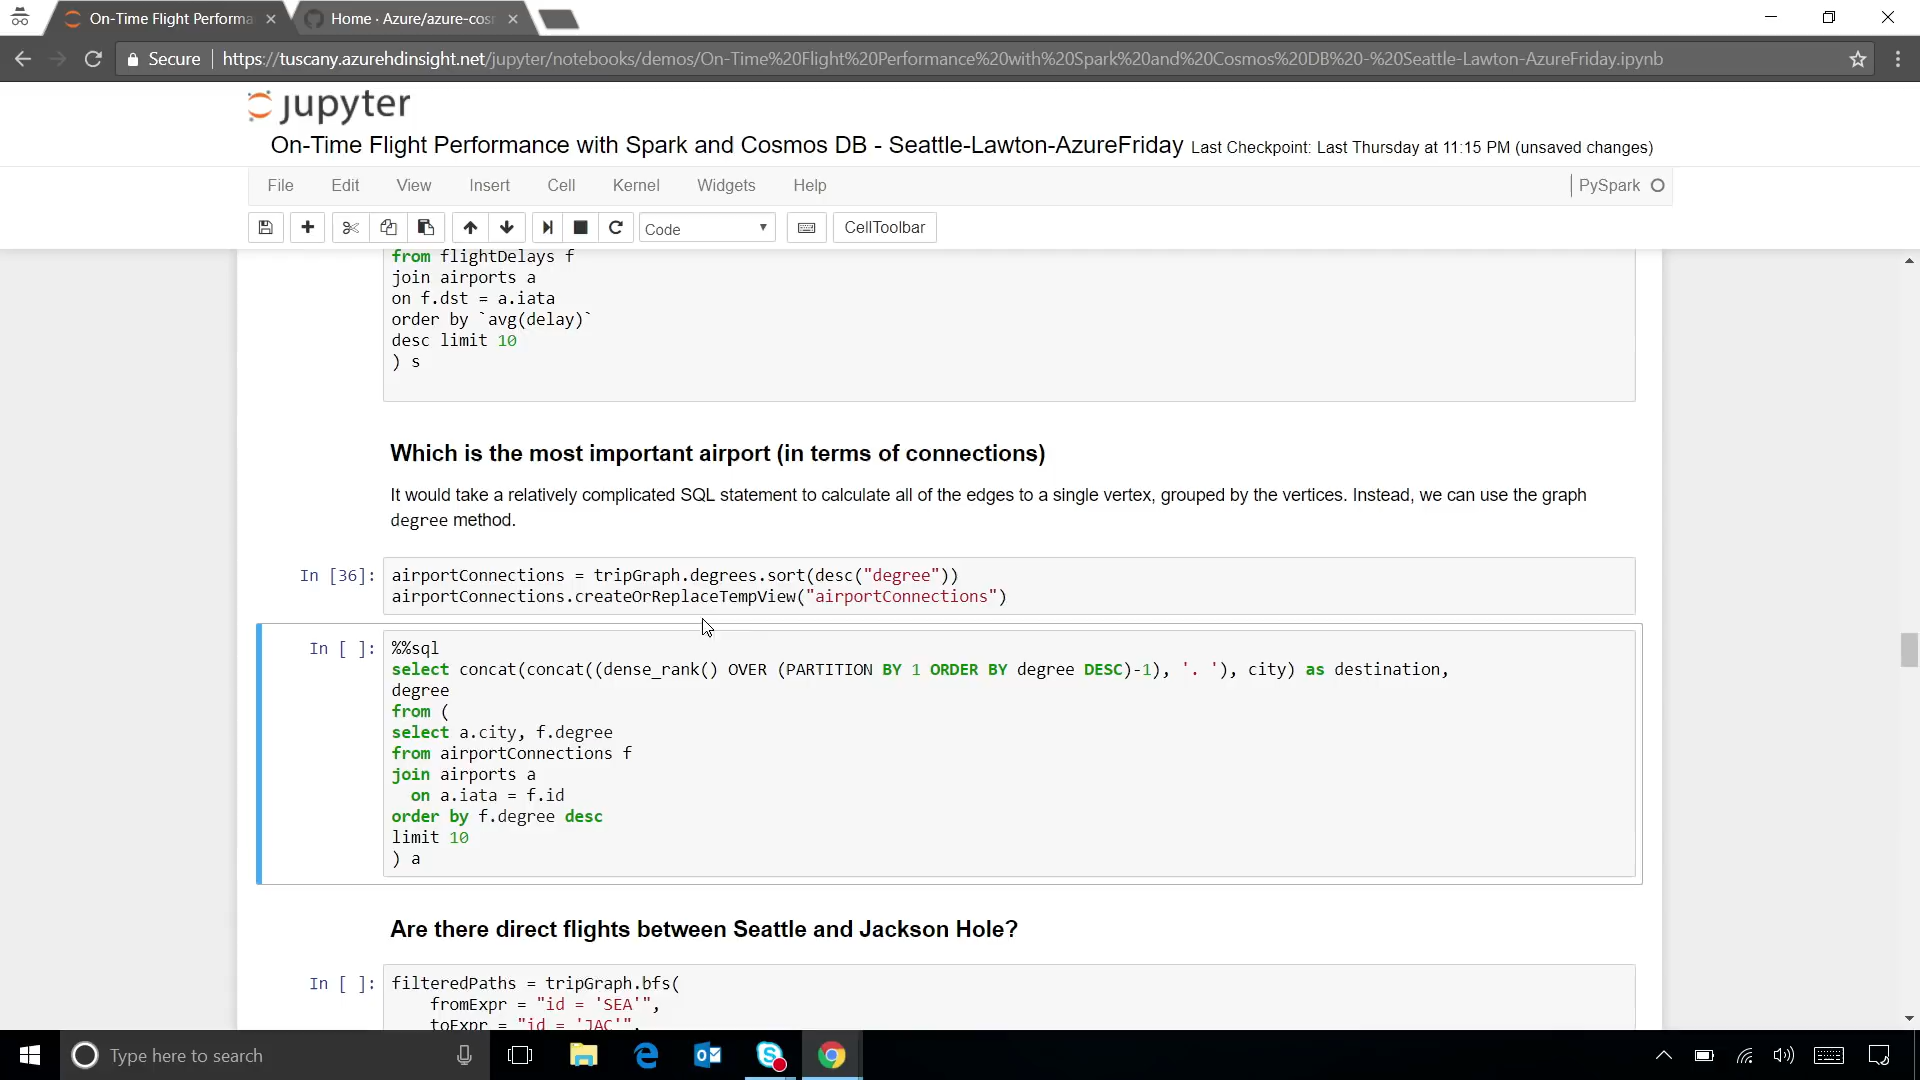 On-Time Flight Performa
Home · Azure/azure-cosr
Secure
https://tuscany.azurehdinsight.net/jupyter/notebooks/demos/On-Time%20Flight%20Performance%20with%20Spark%20and%20Cosmos%20DB%20-%20Seattle-Lawton-AzureFriday.ipynb
jupyter
On-Time Flight Performance with Spark and Cosmos DB - Seattle-Lawton-AzureFriday Last Checkpoint: Last Thursday at 11:15 PM (unsaved changes)
File Edit View Insert Cell Kernel Widgets Help PySpark
Code CellToolbar
from flightDelays f
join airports a
on f.dst = a.iata
order by `avg(delay)`
desc limit 10
) s
Which is the most important airport (in terms of connections)
It would take a relatively complicated SQL statement to calculate all of the edges to a single vertex, grouped by the vertices. Instead, we can use the graph
degree method.
In [36]: airportConnections = tripGraph.degrees.sort(desc("degree"))
airportConnections.createOrReplaceTempView("airportConnections")
In [ ]: %%sql
select concat(concat((dense_rank() OVER (PARTITION BY 1 ORDER BY degree DESC)-1), '. '), city) as destination,
degree
from (
select a.city, f.degree
from airportConnections f
join airports a
on a.iata = f.id
order by f.degree desc
limit 10
) a
Are there direct flights between Seattle and Jackson Hole?
In [ ]: filteredPaths = tripGraph.bfs(
fromExpr = "id = 'SEA'",
toExpr = "id = 'JAC'",
Type here to search